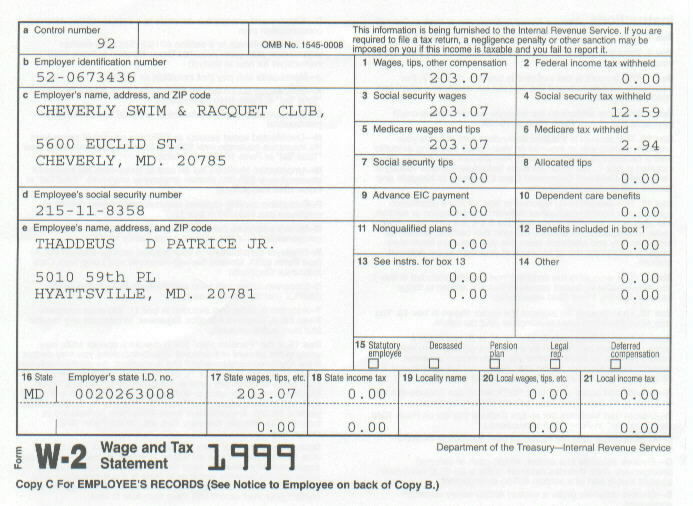 a Control number
92
OMB No. 1545-0008
This information is being furnished to the Internal Revenue Service. If you are
required to file a tax return, a negligence penalty or other sanction may be
imposed on you if this income is taxable and you fail to report it.
b Employer identification number
52-0673436
1 Wages, tips, other compensation
203.07
2 Federal income tax withheld
0.00
c Employer's name, address, and ZIP code
CHEVERLY SWIM & RACQUET CLUB,
5600 EUCLID ST.
CHEVERLY, MD. 20785
3 Social security wages
203.07
4 Social security tax withheld
12.59
5 Medicare wages and tips
203.07
6 Medicare tax withheld
2.94
7 Social security tips
0.00
8 Allocated tips
0.00
d Employee's social security number
215-11-8358
9 Advance EIC payment
0.00
10 Dependent care benefits
0.00
e Employee's name, address, and ZIP code
THADDEUS D PATRICE JR.
5010 59th PL
HYATTSVILLE, MD. 20781
11 Nonqualified plans
0.00
12 Benefits included in box 1
0.00
13 See instrs. for box 13
0.00
0.00
14 Other
0.00
0.00
15 Statutory employee
Deceased
Pension plan
Legal rep.
Deferred compensation
16 State Employer's state I.D. no.
MD 0020263008
17 State wages, tips, etc.
203.07
0.00
18 State income tax
0.00
0.00
19 Locality name
20 Local wages, tips, etc.
0.00
0.00
21 Local income tax
0.00
0.00
Form W-2 Wage and Tax Statement 1999
Department of the Treasury—Internal Revenue Service
Copy C For EMPLOYEE'S RECORDS (See Notice to Employee on back of Copy B.)